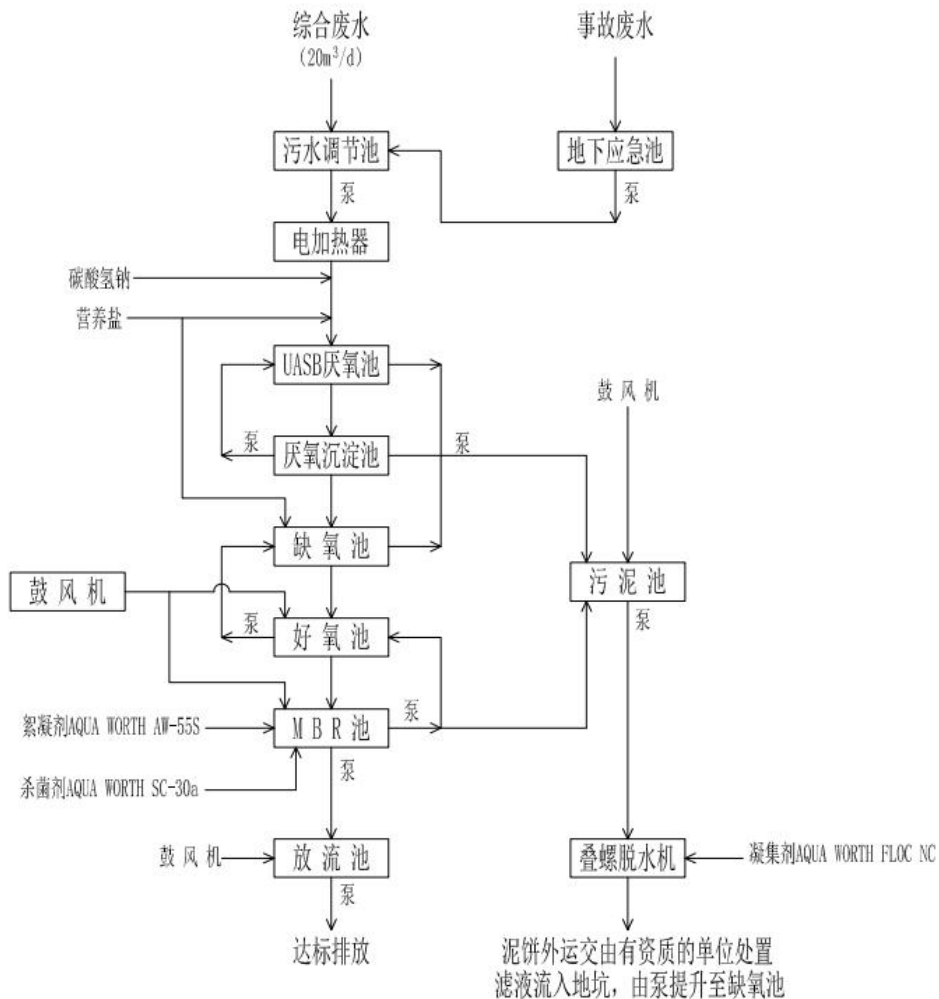 综合废水
(20m³/d)
事故废水
污水调节池
地下应急池
泵
泵
电加热器
碳酸氢钠
营养盐
UASB厌氧池
鼓风机
泵
厌氧沉淀池
泵
缺氧池
鼓风机
污泥池
泵
好氧池
泵
MBR池
泵
絮凝剂AQUA WORTH AW-55S
泵
杀菌剂AQUA WORTH SC-30a
鼓风机
放流池
叠螺脱水机
凝集剂AQUA WORTH FLOC NC
泵
达标排放
泥饼外运交由有资质的单位处置
滤液流入地坑，由泵提升至缺氧池